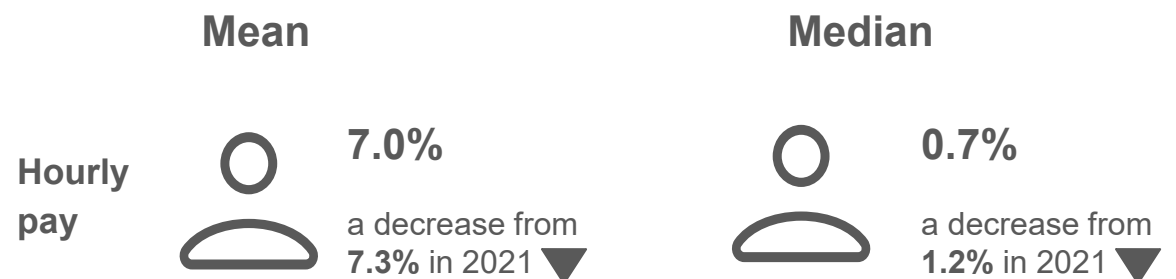 Mean
Median
Hourly
pay
7.0%
a decrease from
7.3% in 2021
0.7%
a decrease from
1.2% in 2021